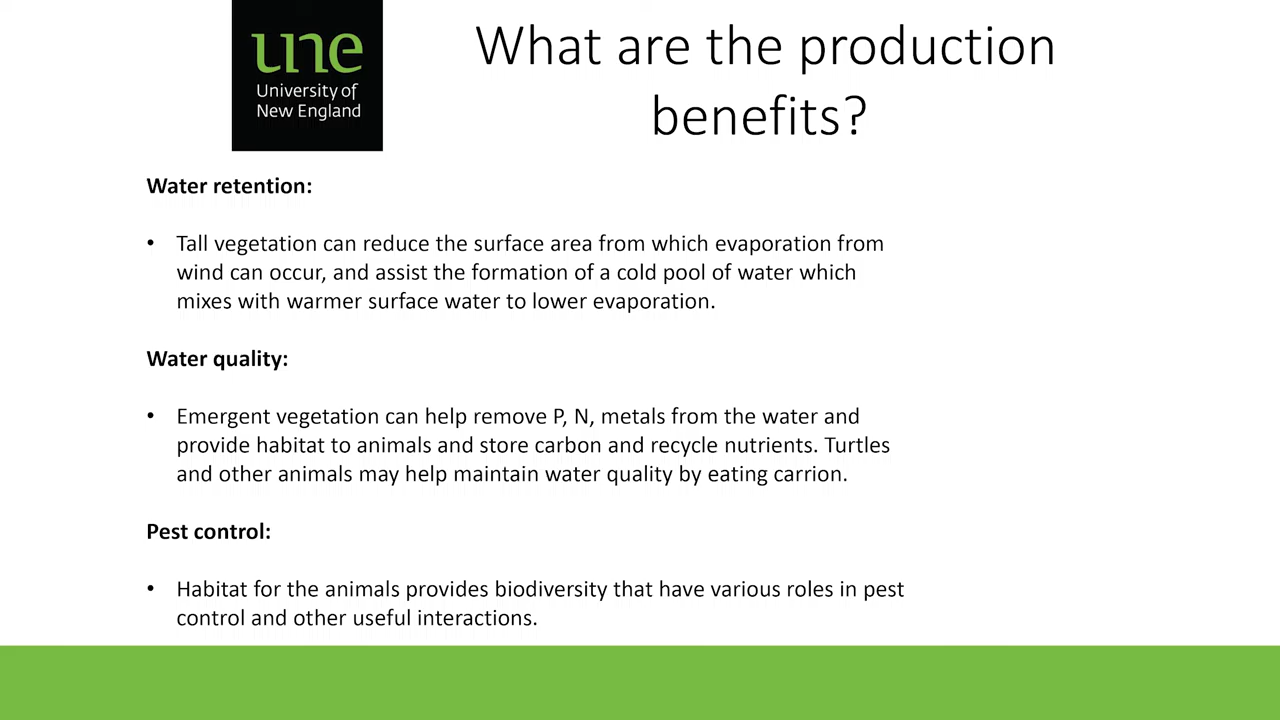 une
University of
New England
What are the production
benefits?
Water retention:
• Tall vegetation can reduce the surface area from which evaporation from
wind can occur, and assist the formation of a cold pool of water which
mixes with warmer surface water to lower evaporation.
Water quality:
• Emergent vegetation can help remove P, N, metals from the water and
provide habitat to animals and store carbon and recycle nutrients. Turtles
and other animals may help maintain water quality by eating carrion.
Pest control:
• Habitat for the animals provides biodiversity that have various roles in pest
control and other useful interactions.